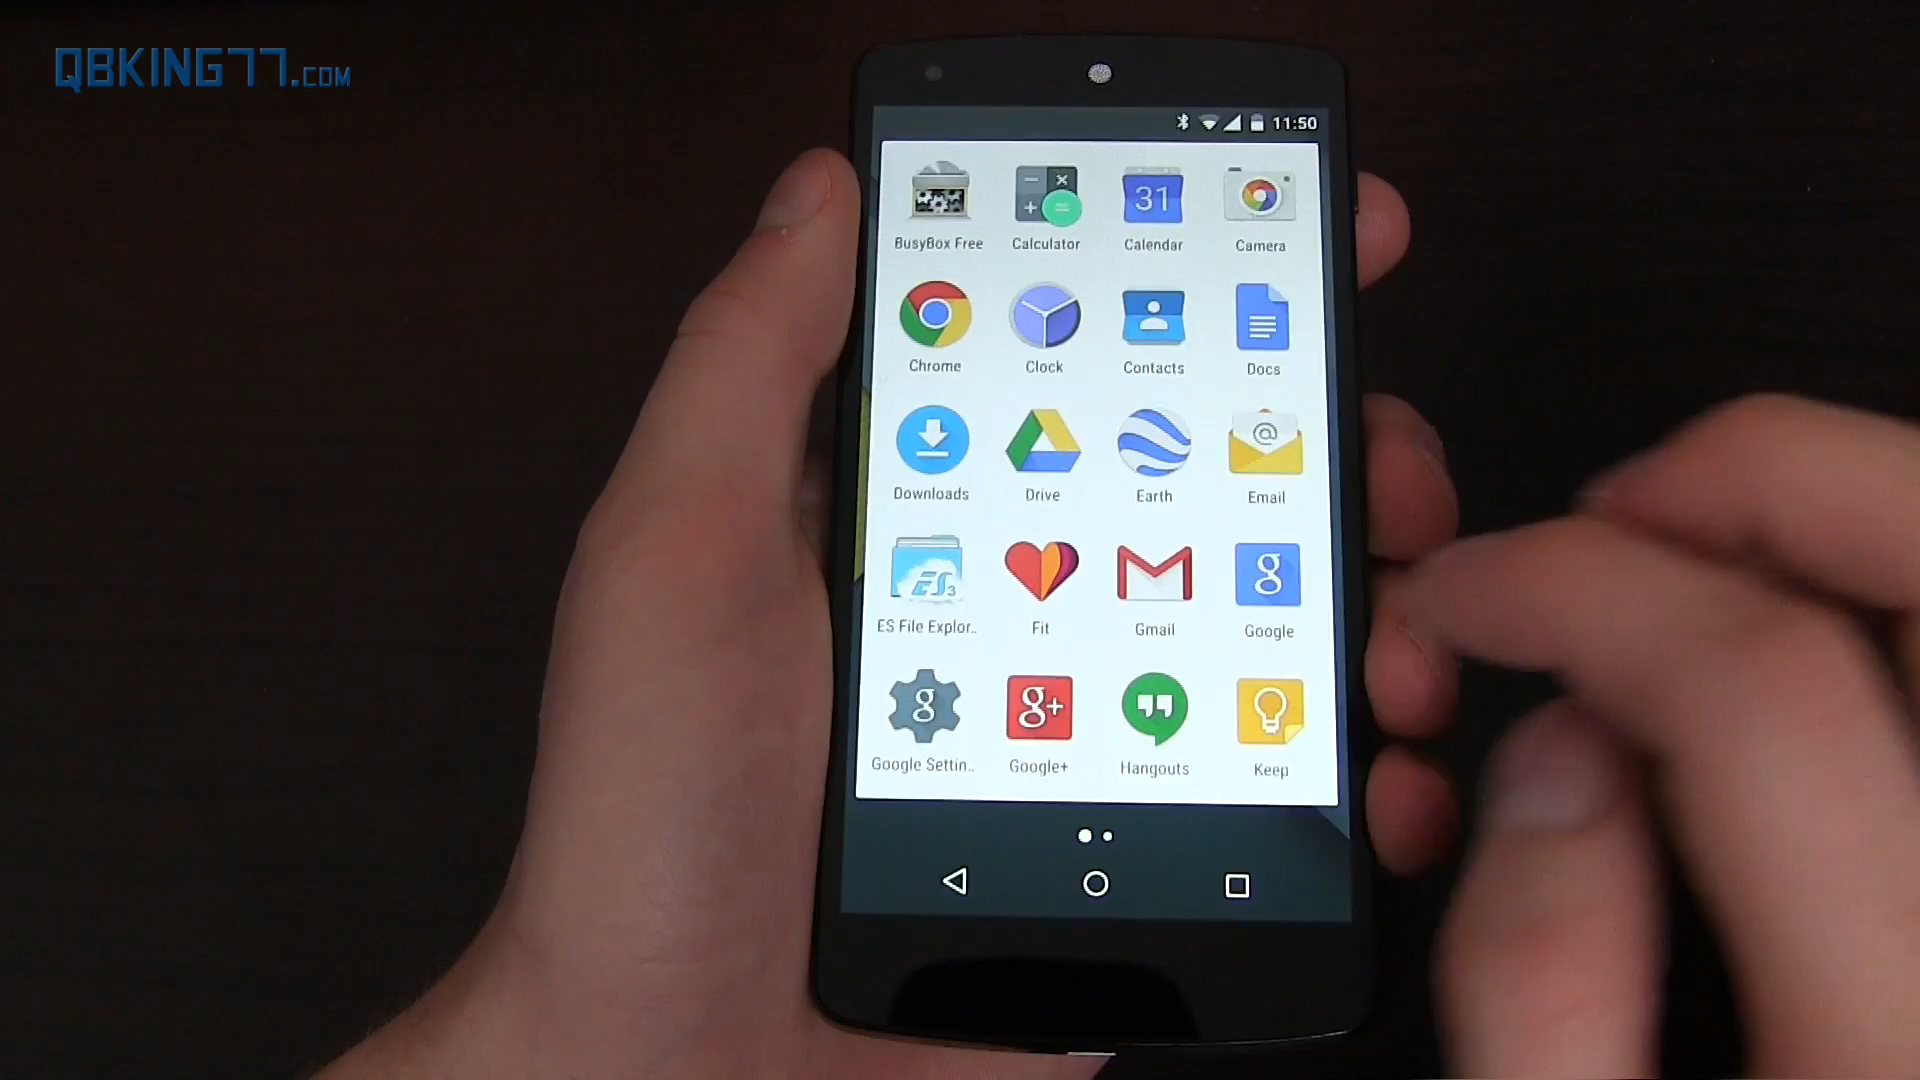 QBKING77.COM
11:50
BusyBox Free
Calculator
31
Calendar
Camera
Chrome
Clock
Contacts
Docs
Downloads
Drive
Earth
@
Email
ES3
ES File Explor..
Fit
Gmail
g
Google
g
Google Settin..
g+
Google+
Hangouts
Keep